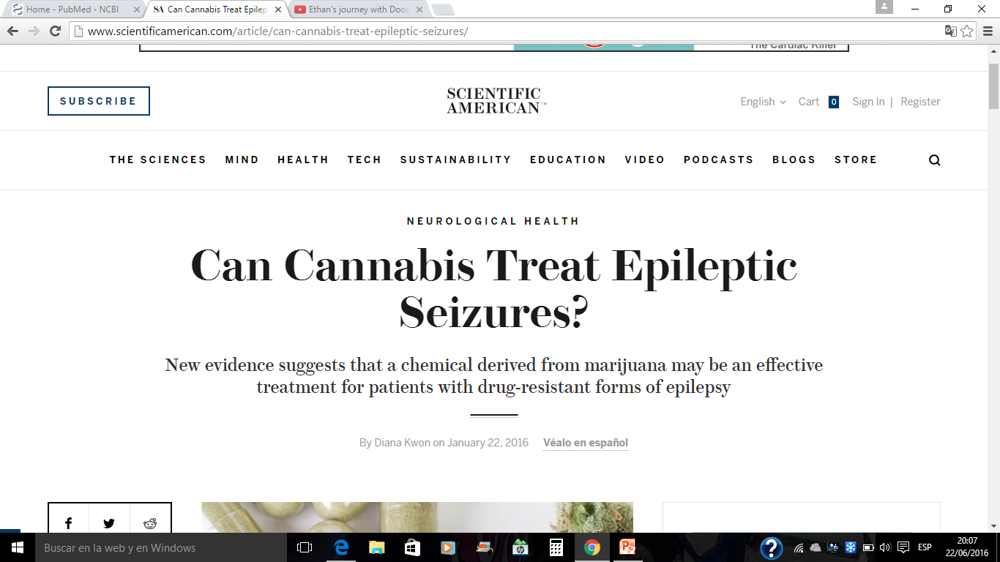 Home - PubMed - NCBI
SA Can Cannabis Treat Epilep
Ethan's journey with Doos
www.scientificamerican.com/article/can-cannabis-treat-epileptic-seizures/
The Cardiac Killer
SUBSCRIBE
SCIENTIFIC
AMERICAN™
English
Cart 0
Sign In | Register
THE SCIENCES MIND HEALTH TECH SUSTAINABILITY EDUCATION VIDEO PODCASTS BLOGS STORE
NEUROLOGICAL HEALTH
Can Cannabis Treat Epileptic
Seizures?
New evidence suggests that a chemical derived from marijuana may be an effective
treatment for patients with drug-resistant forms of epilepsy
By Diana Kwon on January 22, 2016 Véalo en español
Buscar en la web y en Windows
ESP
20:07
22/06/2016